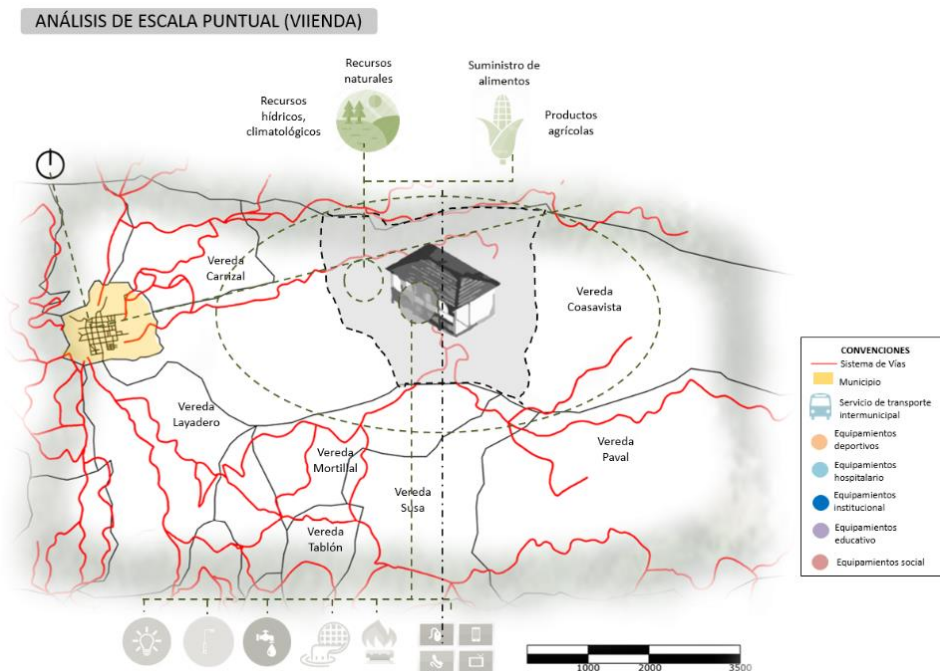 ANÁLISIS DE ESCALA PUNTUAL (VIIENDA)
Recursos
naturales
Suministro de
alimentos
Recursos
hídricos,
climatológicos
Productos
agrícolas
Vereda
Carrizal
Vereda
Coasavista
Vereda
Layadero
Vereda
Mortillal
Vereda
Susa
Vereda
Paval
Vereda
Tablón
CONVENCIONES
Sistema de Vías
Municipio
Servicio de transporte
intermunicipal
Equipamientos
deportivos
Equipamientos
hospitalario
Equipamientos
institucional
Equipamientos
educativo
Equipamientos social
1000
2000
3500